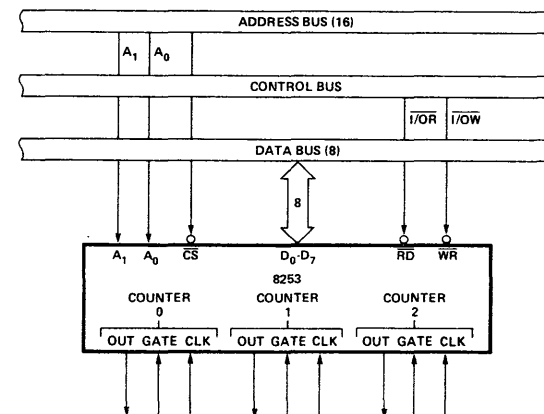 ADDRESS BUS (16)
A1 A0
CONTROL BUS
I/OR I/OW
DATA BUS (8)
8
A1 A0 CS D0-D7 RD WR
8253
COUNTER 0 COUNTER 1 COUNTER 2
OUT GATE CLK OUT GATE CLK OUT GATE CLK